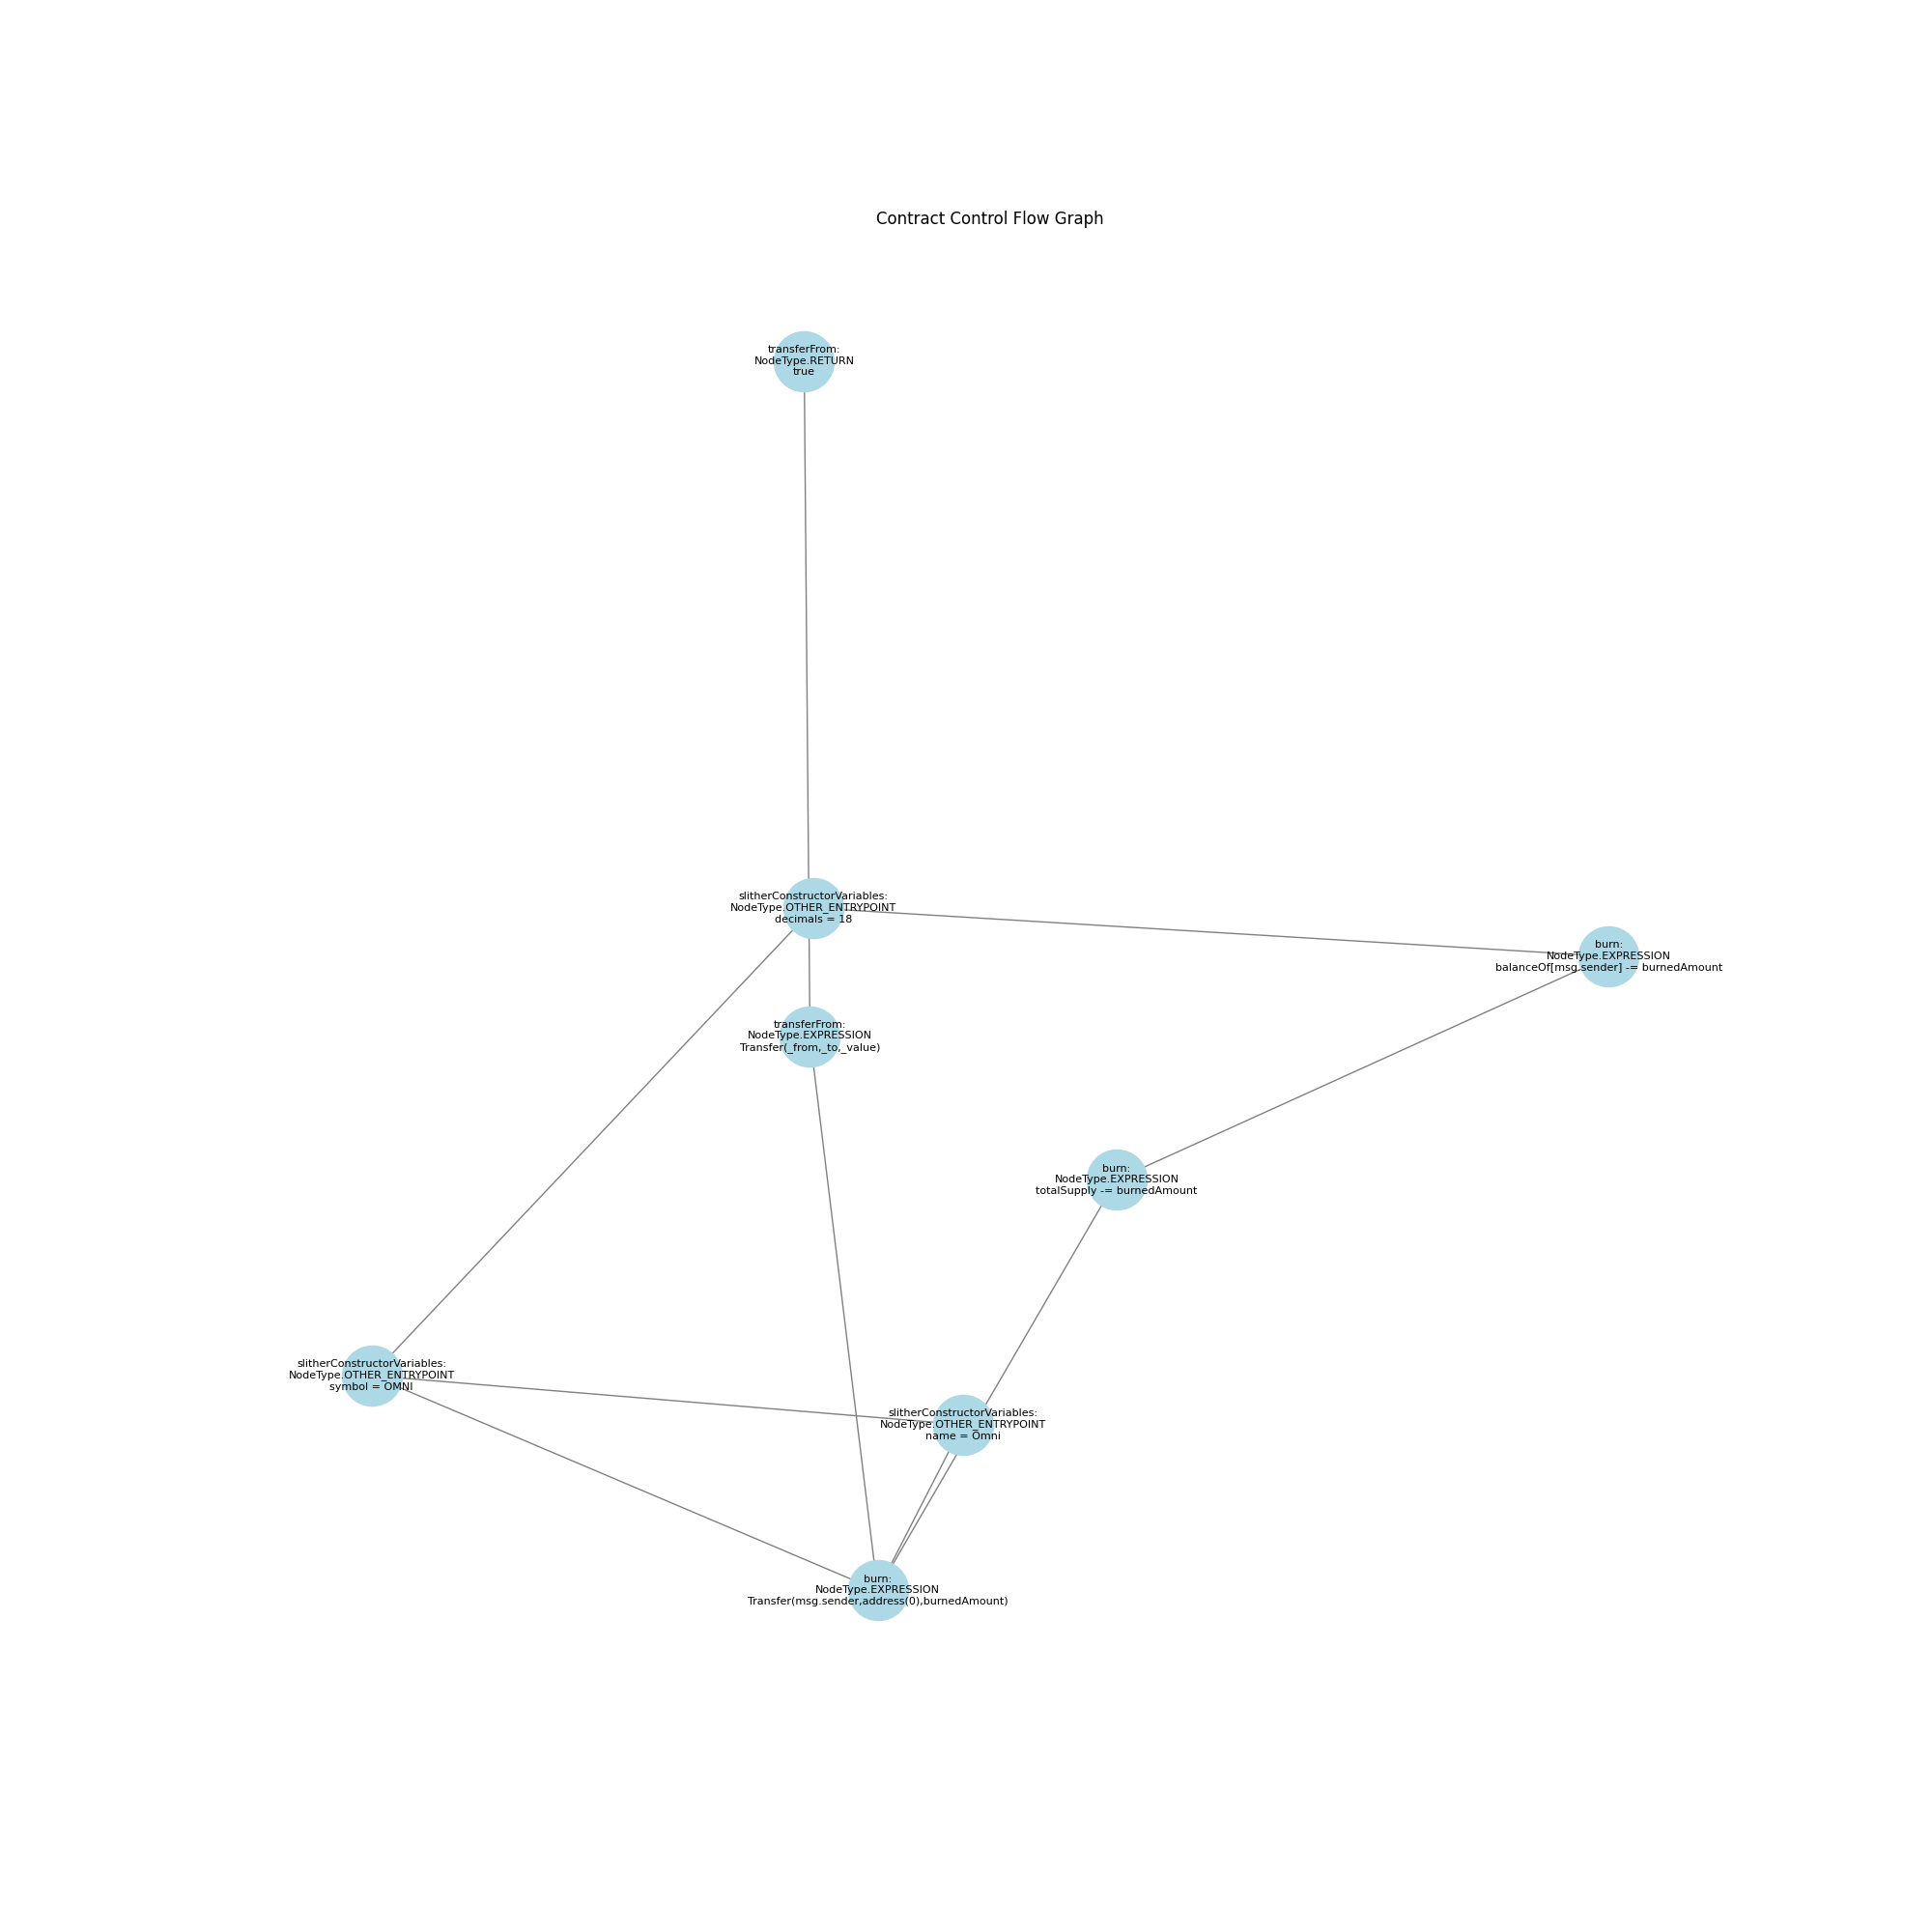 Contract Control Flow Graph
transferFrom:
NodeType.RETURN
true
slitherConstructorVariables:
NodeType.OTHER_ENTRYPOINT
decimals = 18
burn:
NodeType.EXPRESSION
balanceOf[msg.sender] -= burnedAmount
transferFrom:
NodeType.EXPRESSION
Transfer(_from,_to,_value)
burn:
NodeType.EXPRESSION
totalSupply -= burnedAmount
slitherConstructorVariables:
NodeType.OTHER_ENTRYPOINT
symbol = OMNI
slitherConstructorVariables:
NodeType.OTHER_ENTRYPOINT
name = Omni
burn:
NodeType.EXPRESSION
Transfer(msg.sender,address(0),burnedAmount)